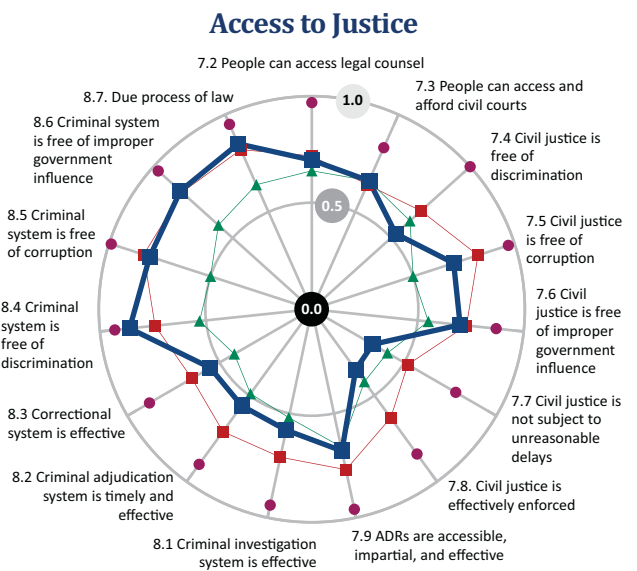 Access to Justice
7.2 People can access legal counsel
1.0
7.3 People can access and
afford civil courts
7.4 Civil justice is
free of
discrimination
7.5 Civil justice
is free of
corruption
7.6 Civil
justice is free
of improper
government
influence
7.7 Civil justice is
not subject to
unreasonable
delays
7.8. Civil justice is
effectively enforced
7.9 ADRs are accessible,
impartial, and effective
8.1 Criminal investigation
system is effective
8.2 Criminal adjudication
system is timely and
effective
8.3 Correctional
system is effective
8.4 Criminal
system is
free of
discrimination
8.5 Criminal
system is free
of corruption
8.6 Criminal system
is free of improper
government
influence
8.7. Due process of law
0.5
0.0